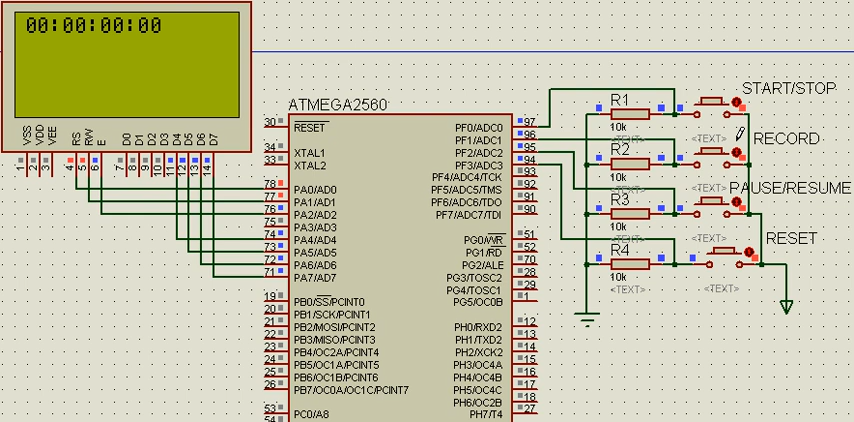 00:00:00:00
VSS VDD VEE RS RW E D0 D1 D2 D3 D4 D5 D6 D7
1 2 3 4 5 6 7 8 9 10 11 12 13 14
ATMEGA2560
30 RESET
34 XTAL1
33 XTAL2
78 PA0/AD0
77 PA1/AD1
76 PA2/AD2
75 PA3/AD3
74 PA4/AD4
73 PA5/AD5
72 PA6/AD6
71 PA7/AD7
19 PB0/SS/PCINT0
20 PB1/SCK/PCINT1
21 PB2/MOSI/PCINT2
22 PB3/MISO/PCINT3
23 PB4/OC2A/PCINT4
24 PB5/OC1A/PCINT5
25 PB6/OC1B/PCINT6
26 PB7/OC0A/OC1C/PCINT7
53 PC0/A8
54
PF0/ADC0 97
PF1/ADC1 96
PF2/ADC2 95
PF3/ADC3 94
PF4/ADC4/TCK 93
PF5/ADC5/TMS 92
PF6/ADC6/TDO 91
PF7/ADC7/TDI 90
PG0/WR 51
PG1/RD 52
PG2/ALE 70
PG3/TOSC2 28
PG4/TOSC1 29
PG5/OC0B 1
PH0/RXD2 12
PH1/TXD2 13
PH2/XCK2 14
PH3/OC4A 15
PH4/OC4B 16
PH5/OC4C 17
PH6/OC2B 18
PH7/T4 27
START/STOP
R1
10k
<TEXT> <TEXT>
RECORD
R2
10k
<TEXT> <TEXT>
PAUSE/RESUME
R3
10k
<TEXT> <TEXT>
RESET
R4
10k
<TEXT> <TEXT>